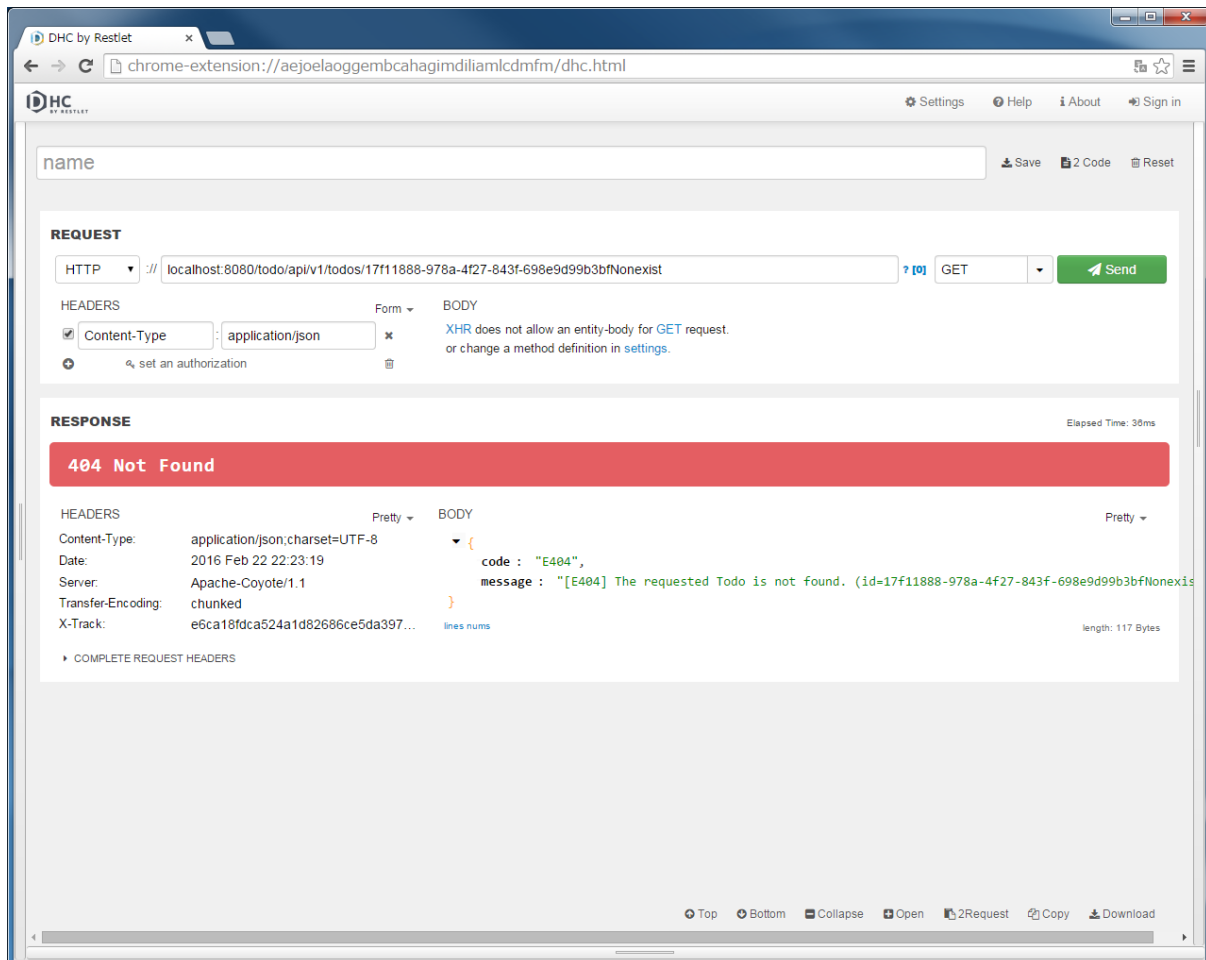 DHC by Restlet
chrome-extension://aejoelaoggembcahagimdiliamlcdmfm/dhc.html
DHC BY RESTLET
Settings Help About Sign in
name
Save 2 Code Reset
REQUEST
HTTP :// localhost:8080/todo/api/v1/todos/17f11888-978a-4f27-843f-698e9d99b3bfNonexist ? [0] GET Send
HEADERS Form BODY
Content-Type : application/json
XHR does not allow an entity-body for GET request.
or change a method definition in settings.
set an authorization
RESPONSE
Elapsed Time: 36ms
404 Not Found
HEADERS Pretty BODY Pretty
Content-Type: application/json;charset=UTF-8
Date: 2016 Feb 22 22:23:19
Server: Apache-Coyote/1.1
Transfer-Encoding: chunked
X-Track: e6ca18fdca524a1d82686ce5da397...
{
code : "E404",
message : "[E404] The requested Todo is not found. (id=17f11888-978a-4f27-843f-698e9d99b3bfNonexis
}
lines nums
length: 117 Bytes
COMPLETE REQUEST HEADERS
Top Bottom Collapse Open 2Request Copy Download